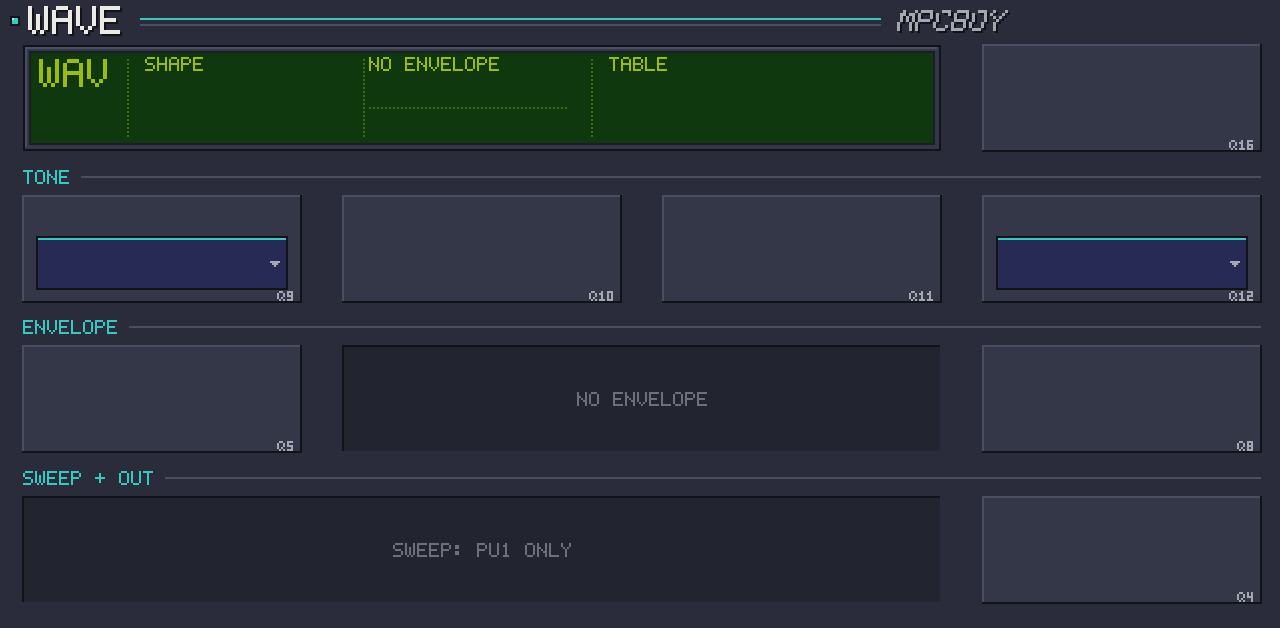 WAVE MPCBOY
WAV SHAPE NO ENVELOPE TABLE
Q16
TONE
Q9 Q10 Q11 Q12
ENVELOPE
NO ENVELOPE
Q5 Q8
SWEEP + OUT
SWEEP: PU1 ONLY
Q4